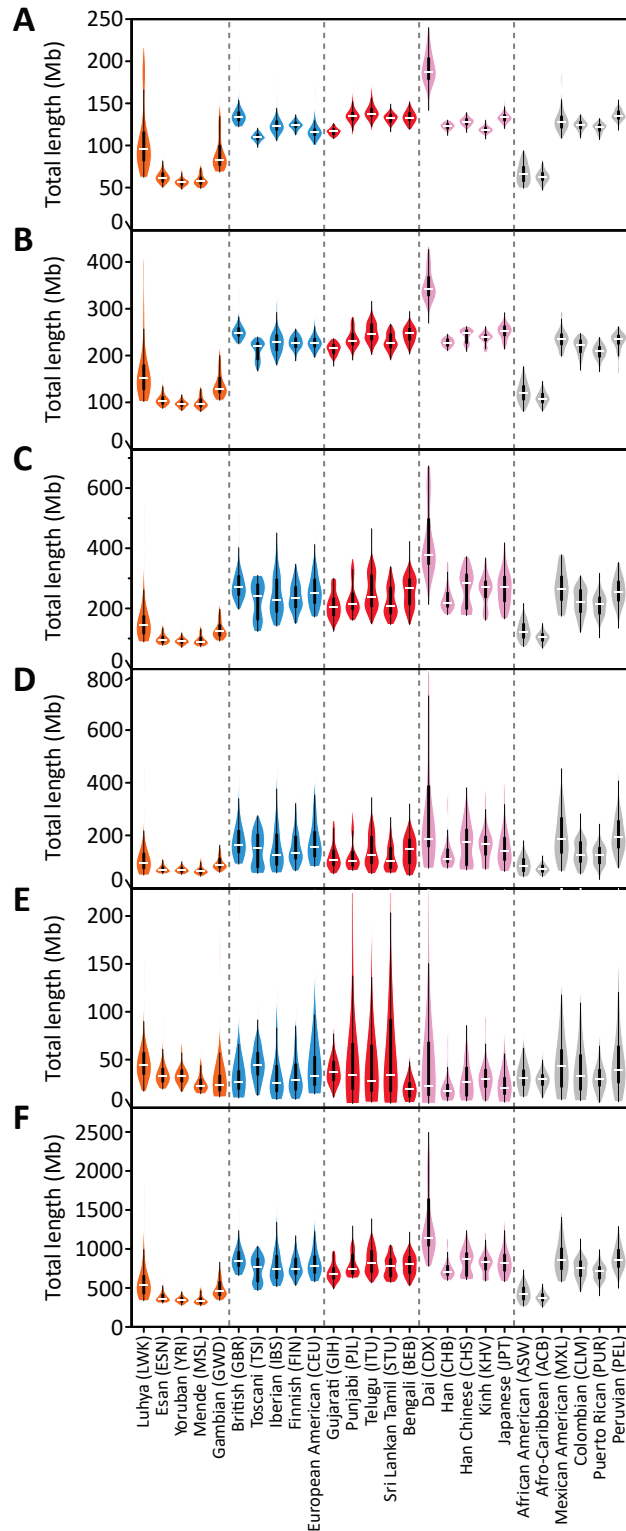 A
Total length (Mb)
250
200
150
100
50
0
B
Total length (Mb)
400
300
200
100
0
C
Total length (Mb)
600
400
200
0
D
Total length (Mb)
800
600
400
200
0
E
Total length (Mb)
200
150
100
50
0
F
Total length (Mb)
2500
2000
1500
1000
500
0
Luhya (LWK)
Esan (ESN)
Yoruban (YRI)
Mende (MSL)
Gambian (GWD)
British (GBR)
Toscani (TSI)
Iberian (IBS)
Finnish (FIN)
European American (CEU)
Gujarati (GIH)
Punjabi (PJL)
Telugu (ITU)
Sri Lankan Tamil (STU)
Bengali (BEB)
Dai (CDX)
Han (CHB)
Han Chinese (CHS)
Kinh (KHV)
Japanese (JPT)
African American (ASW)
Afro-Caribbean (ACB)
Mexican American (MXL)
Colombian (CLM)
Puerto Rican (PUR)
Peruvian (PEL)